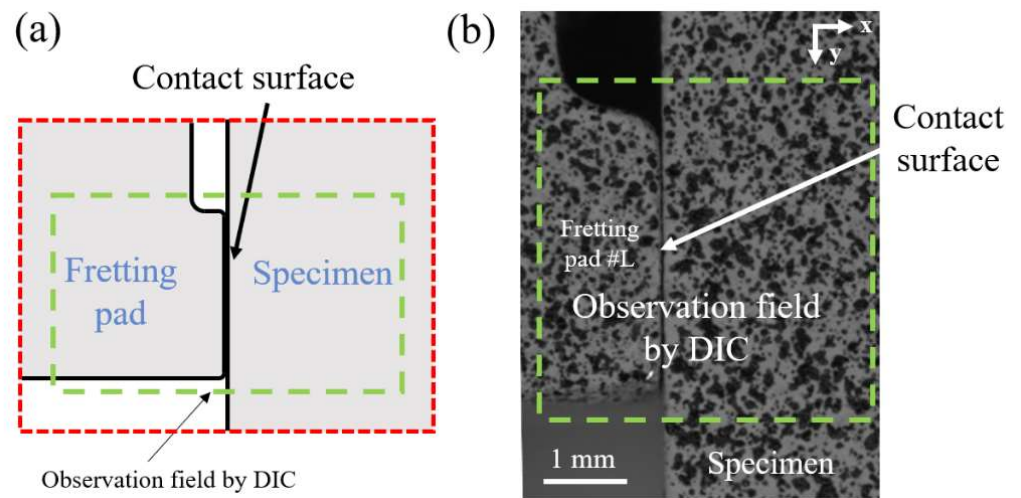 (a)
Contact surface
Fretting
pad
Specimen
Observation field by DIC
(b)
x
y
Contact
surface
Fretting
pad #L
Observation field
by DIC
1 mm
Specimen